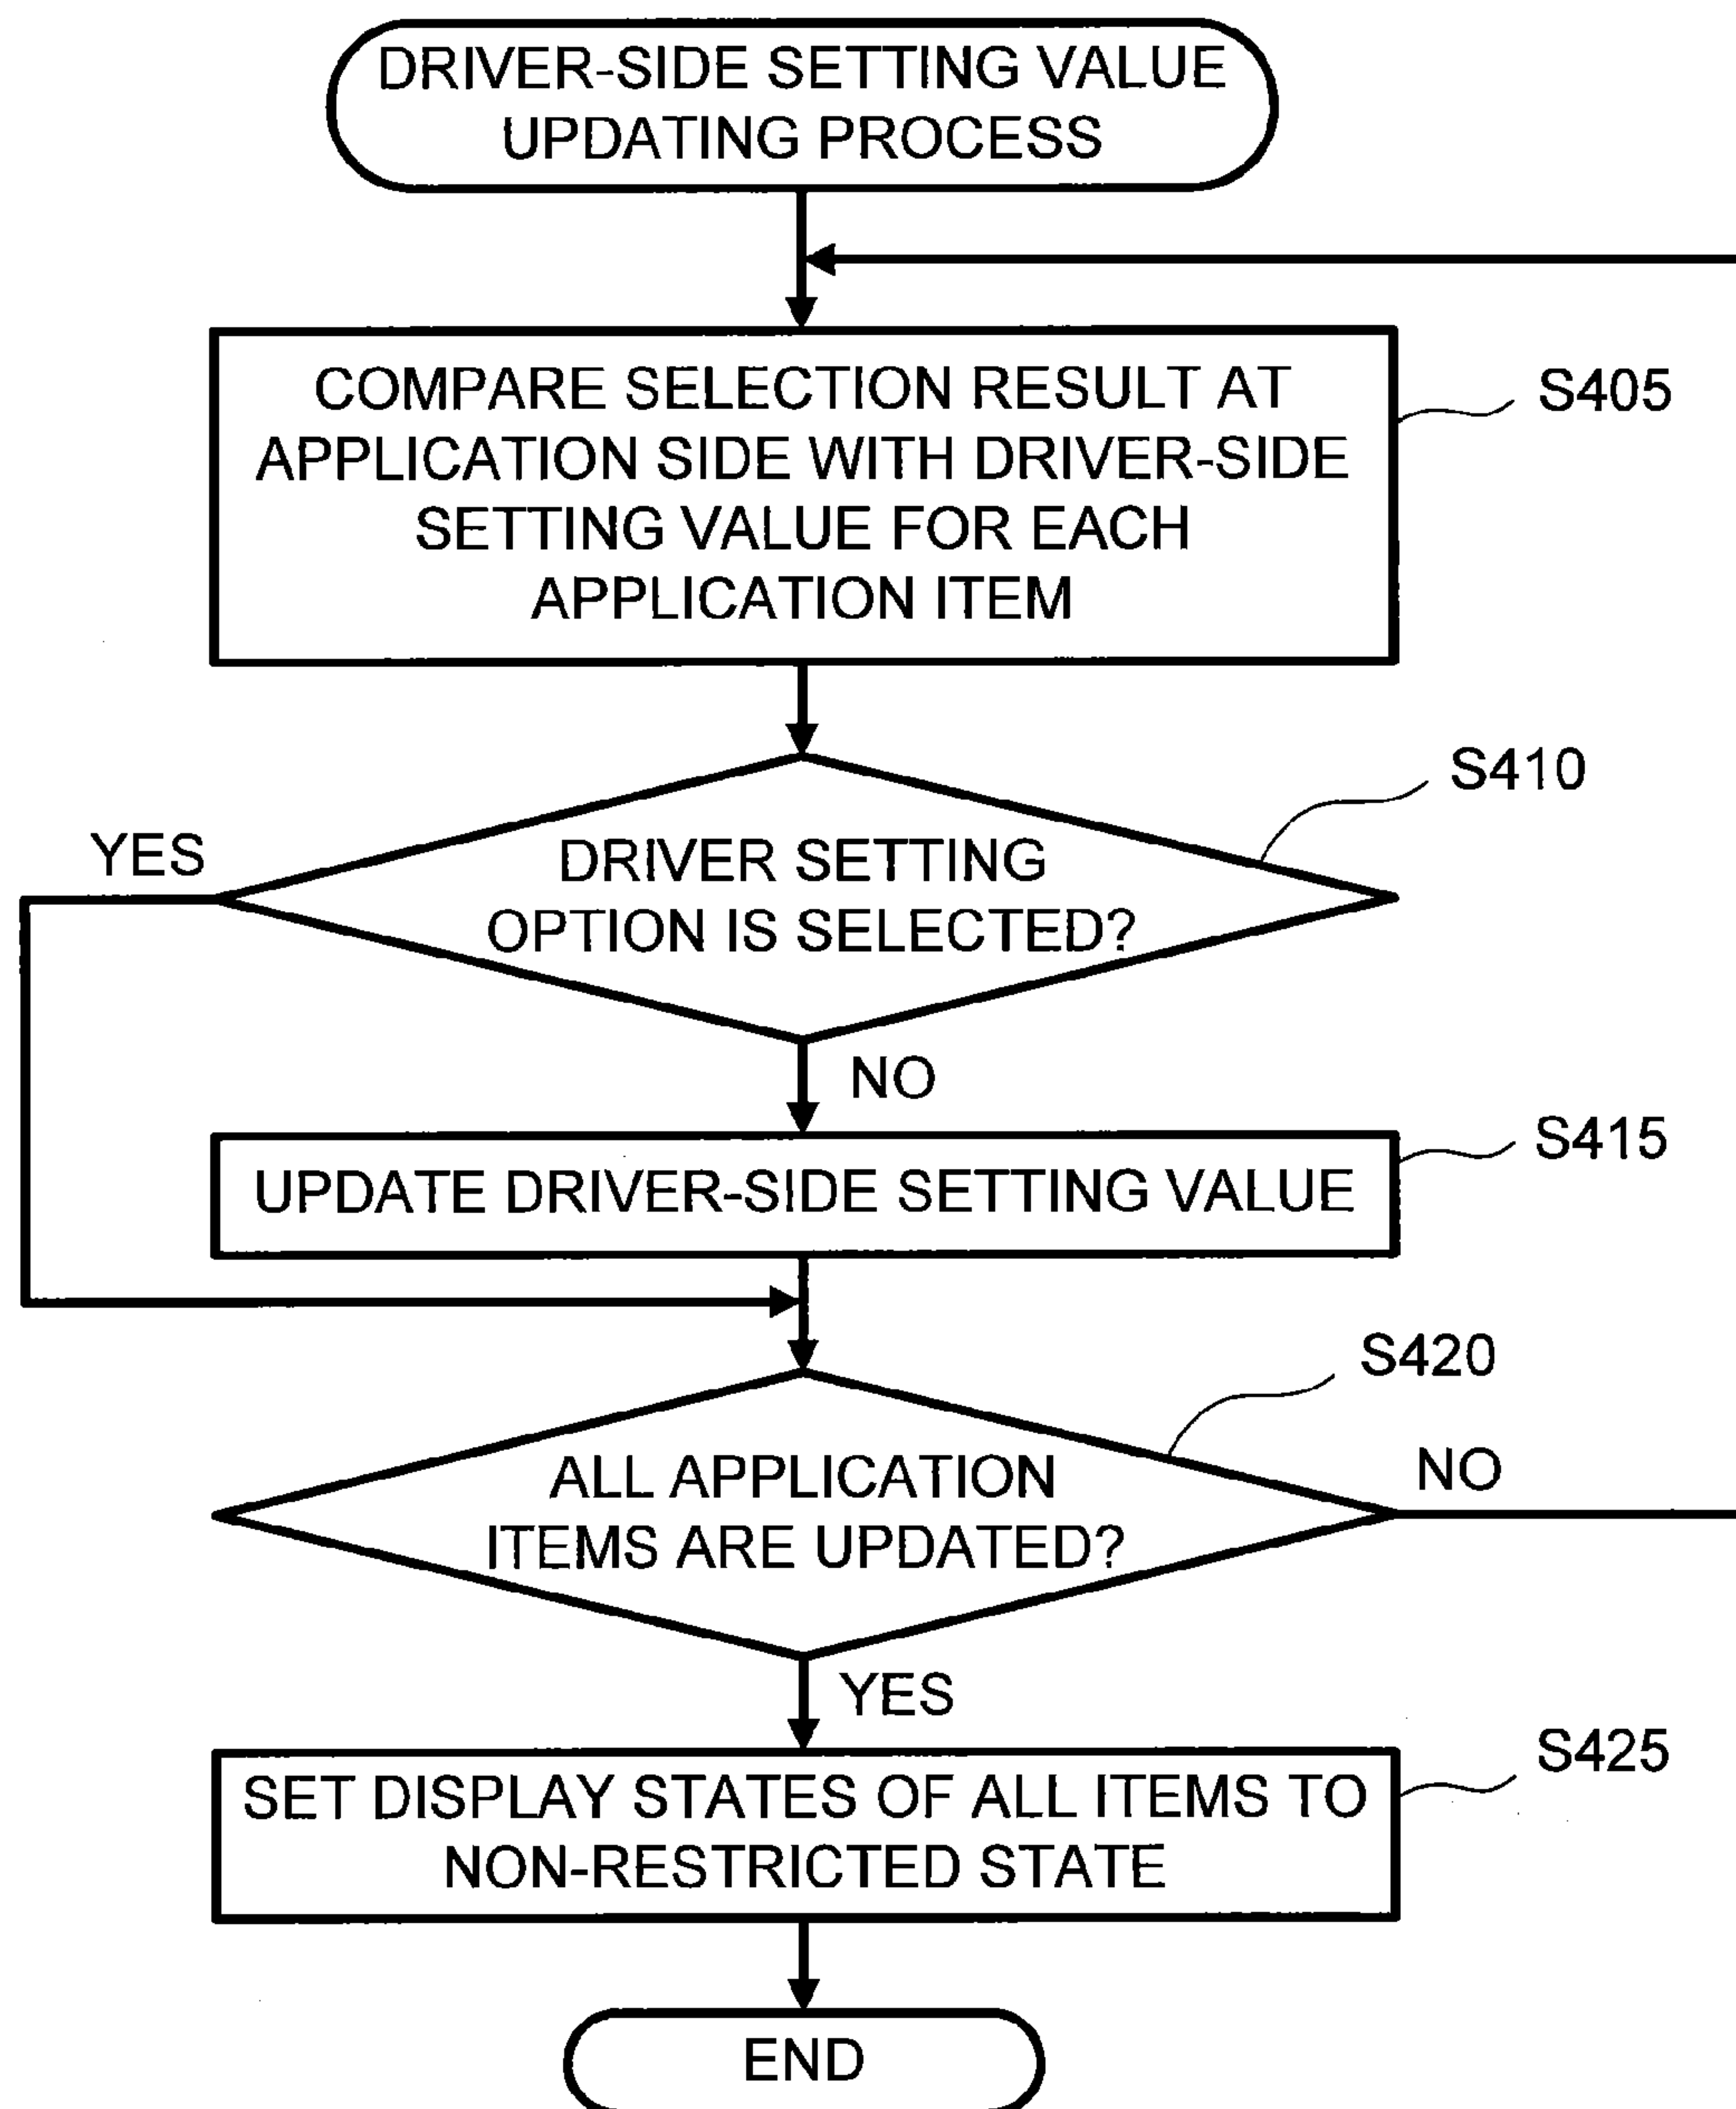 DRIVER-SIDE SETTING VALUE
UPDATING PROCESS
COMPARE SELECTION RESULT AT
APPLICATION SIDE WITH DRIVER-SIDE
SETTING VALUE FOR EACH
APPLICATION ITEM
S405
S410
YES
DRIVER SETTING
OPTION IS SELECTED?
NO
S415
UPDATE DRIVER-SIDE SETTING VALUE
S420
ALL APPLICATION
ITEMS ARE UPDATED?
NO
YES
S425
SET DISPLAY STATES OF ALL ITEMS TO
NON-RESTRICTED STATE
END